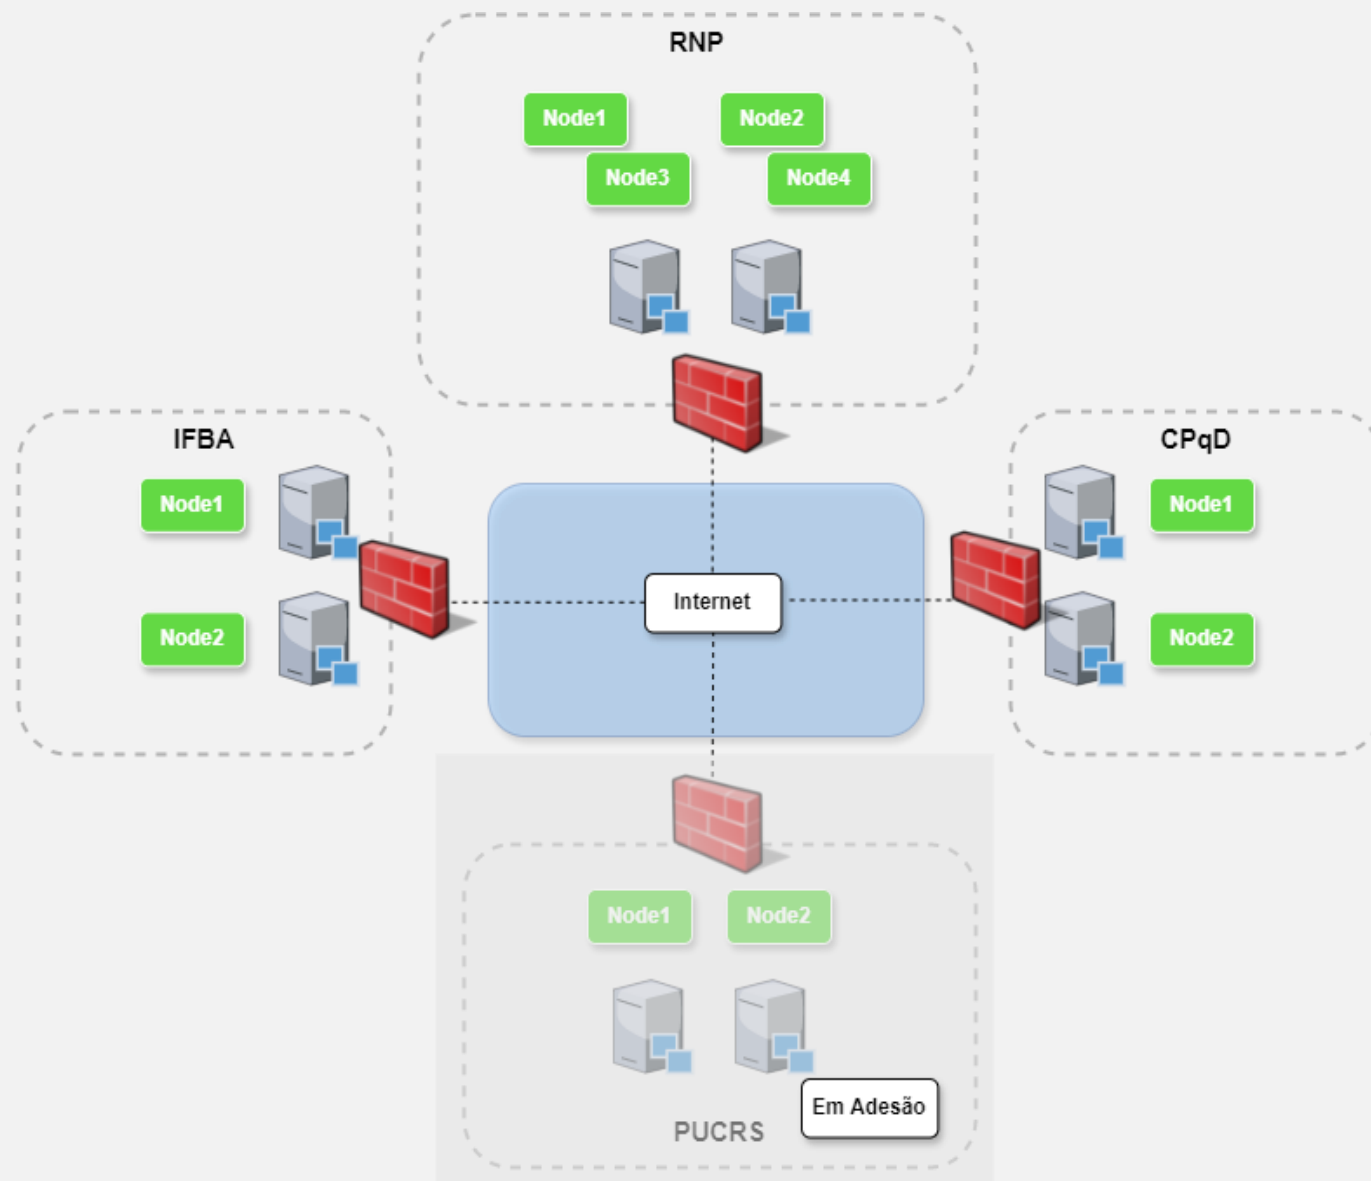 RNP
Node1
Node2
Node3
Node4
IFBA
Node1
Node2
Internet
CPqD
Node1
Node2
Node1
Node2
Em Adesão
PUCRS